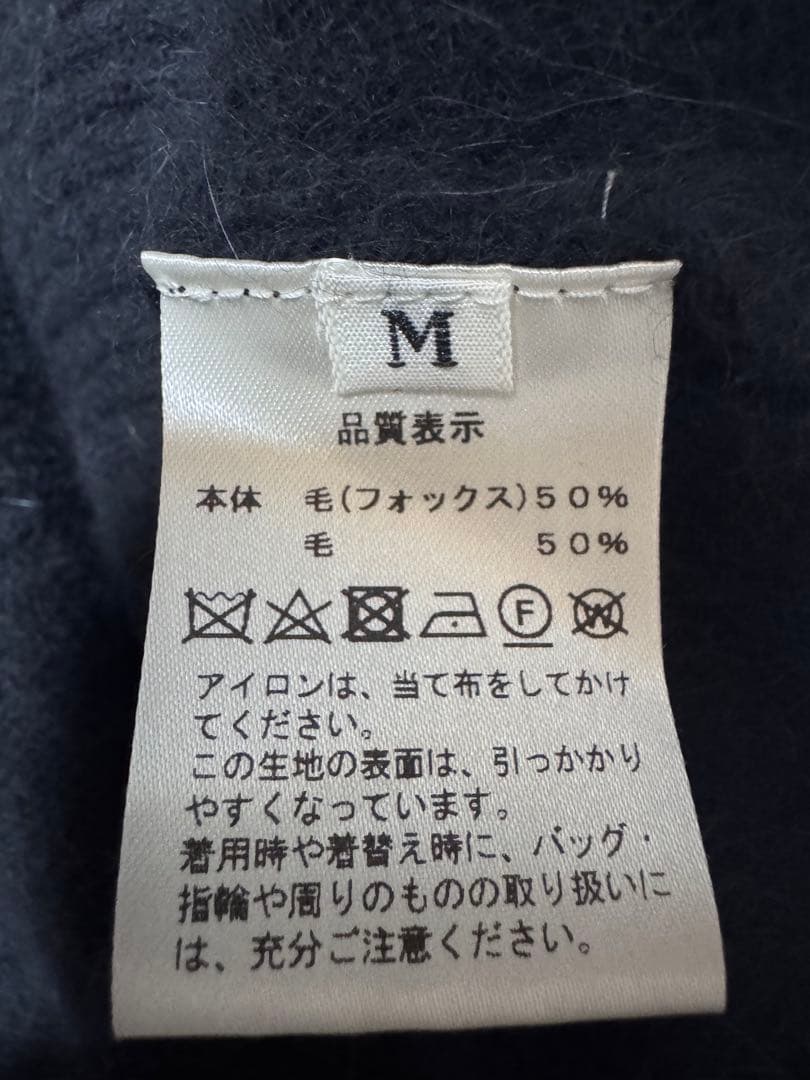 M
品質表示
本体 毛(フォックス)50%
毛 50%
F W
アイロンは、当て布をしてかけ
てください。
この生地の表面は、引っかかり
やすくなっています。
着用時や着替え時に、バッグ・
指輪や周りのものの取り扱いに
は、充分ご注意ください。